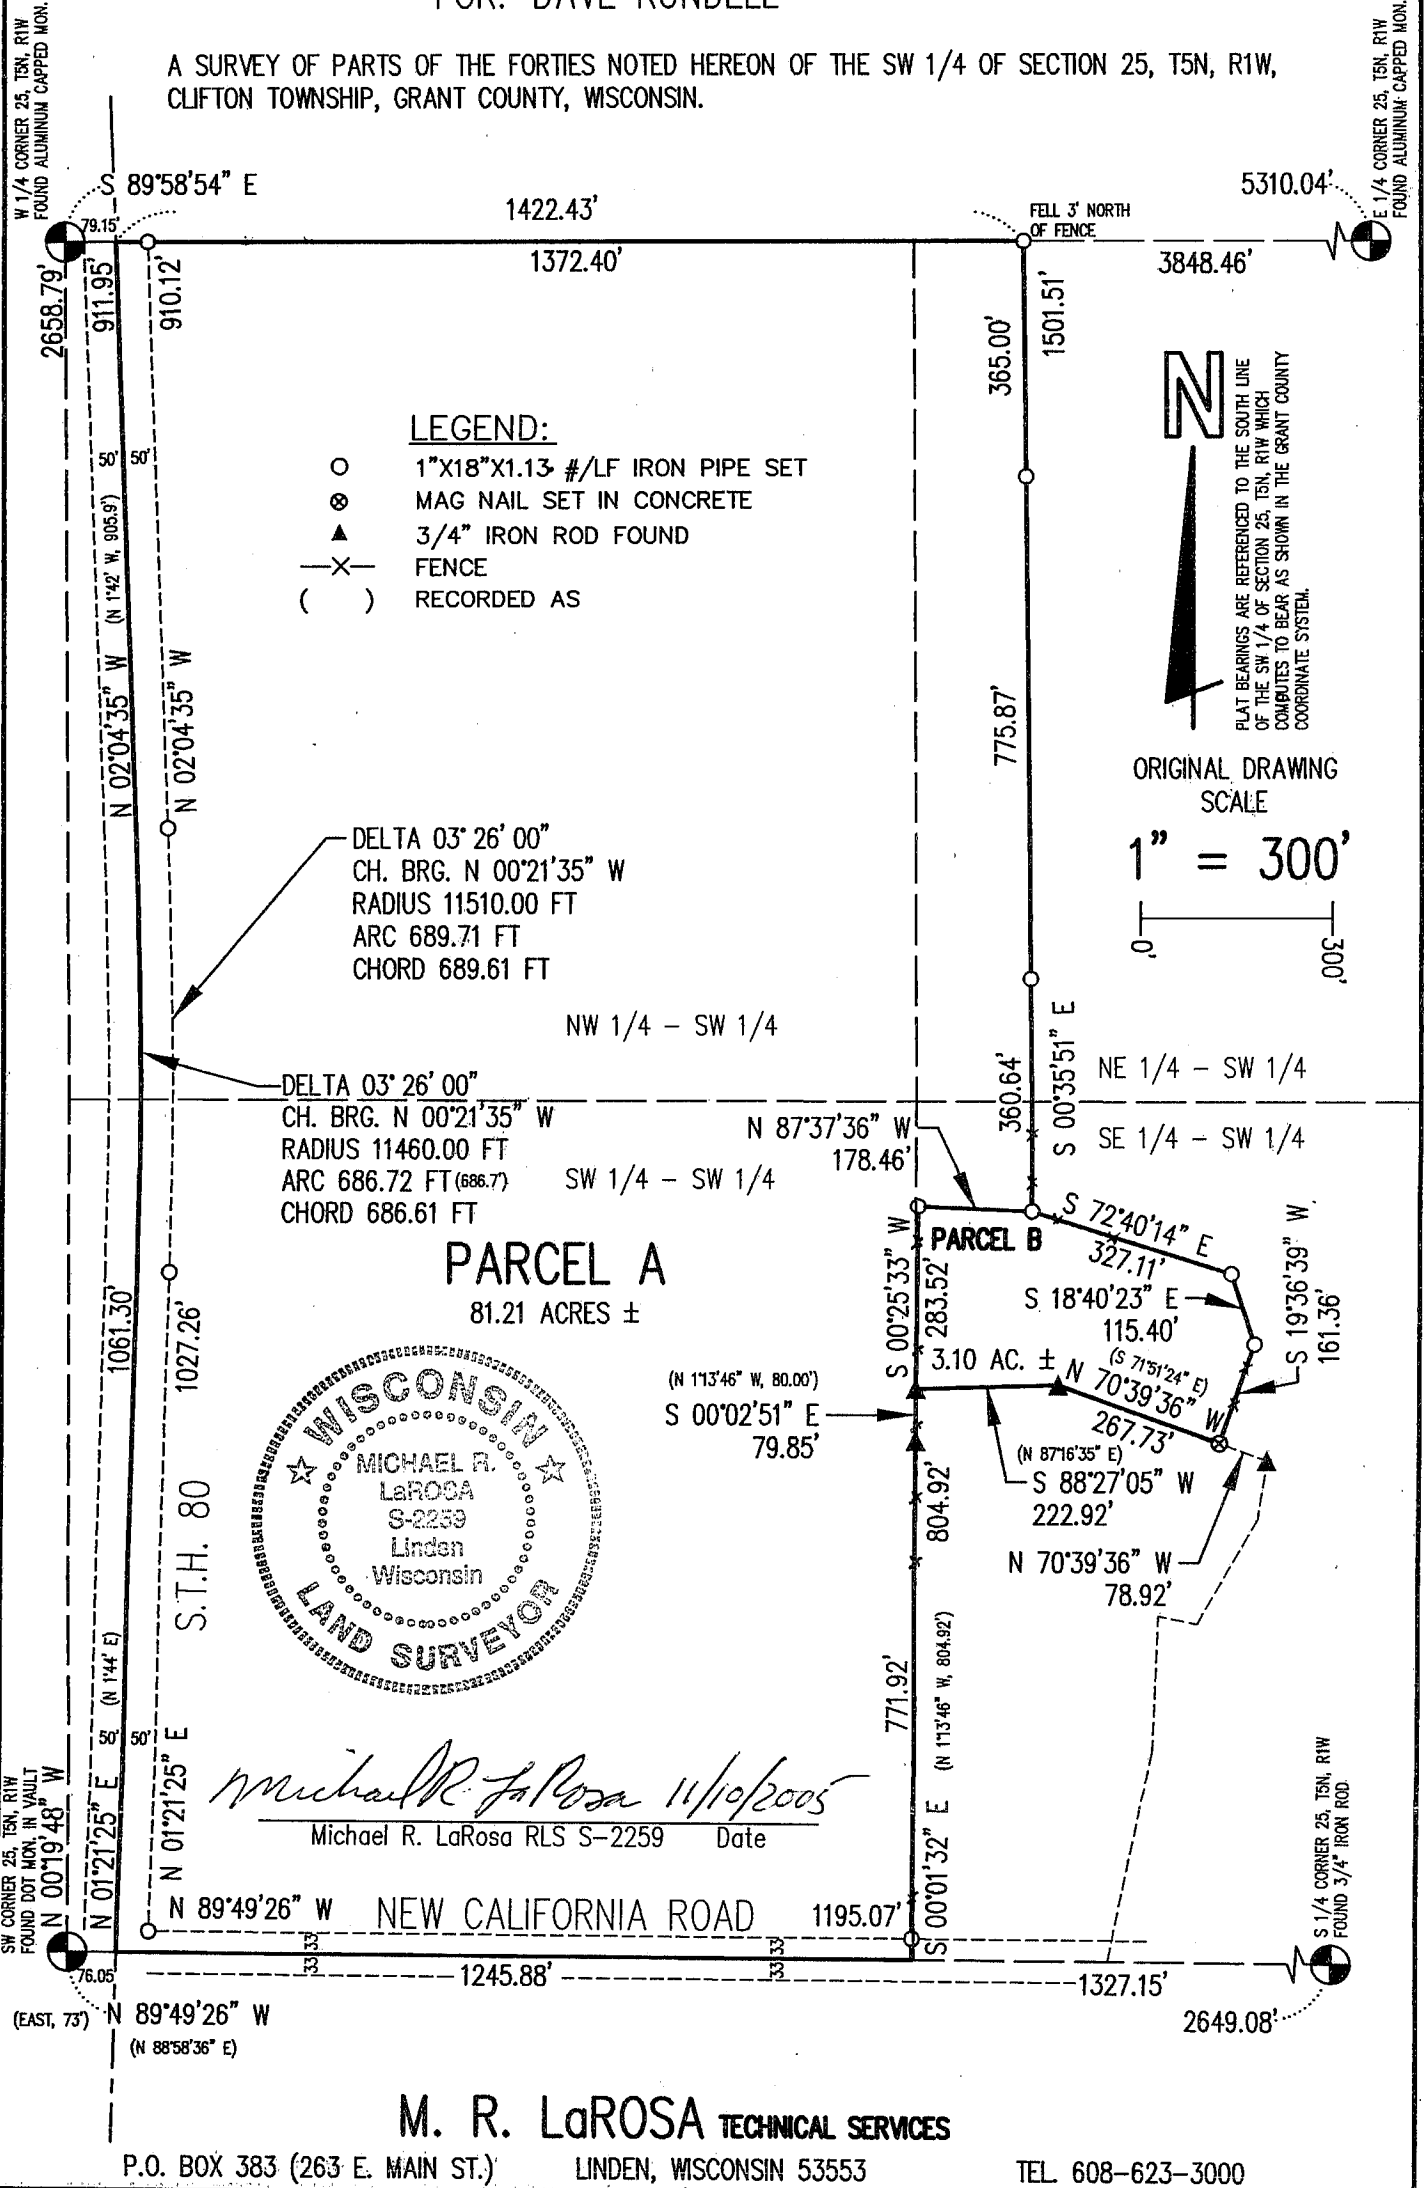 FOR: DAVE RUNDELL
A SURVEY OF PARTS OF THE FORTIES NOTED HEREON OF THE SW 1/4 OF SECTION 25, T5N, R1W,
CLIFTON TOWNSHIP, GRANT COUNTY, WISCONSIN.
W 1/4 CORNER 25, T5N, R1W
FOUND ALUMINUM CAPPED MON.
E 1/4 CORNER 25, T5N, R1W
FOUND ALUMINUM CAPPED MON.
S 89°58'54" E
5310.04'
1422.43'
FELL 3' NORTH
OF FENCE
79.15'
1372.40'
3848.46'
2658.79'
911.95'
910.12'
365.00'
1501.51'
N
PLAT BEARINGS ARE REFERENCED TO THE SOUTH LINE
OF THE SW 1/4 OF SECTION 25, T5N, R1W WHICH
COMPUTES TO BEAR AS SHOWN IN THE GRANT COUNTY
COORDINATE SYSTEM.
LEGEND:
1"X18"X1.13 #/LF IRON PIPE SET
MAG NAIL SET IN CONCRETE
3/4" IRON ROD FOUND
—X— FENCE
( ) RECORDED AS
50' 50'
(N 1°42' W, 905.9')
N 02°04'35" W
N 02°04'35" W
775.87'
ORIGINAL DRAWING
SCALE
1" = 300'
0' 300'
DELTA 03° 26' 00"
CH. BRG. N 00°21'35" W
RADIUS 11510.00 FT
ARC 689.71 FT
CHORD 689.61 FT
NW 1/4 - SW 1/4
360.64'
S 00°35'51" E
NE 1/4 - SW 1/4
DELTA 03° 26' 00"
CH. BRG. N 00°21'35" W
RADIUS 11460.00 FT
ARC 686.72 FT (686.7')
CHORD 686.61 FT
SW 1/4 - SW 1/4
SE 1/4 - SW 1/4
N 87°37'36" W
178.46'
S 72°40'14" E
327.11'
PARCEL B
S 00°25'33" W
283.52'
S 18°40'23" E
115.40'
S 19°36'39" W
161.36'
PARCEL A
81.21 ACRES ±
3.10 AC. ±
(S 71°51'24" E)
N 70°39'36" W
267.73'
1061.30'
1027.26'
(N 1°13'46" W, 80.00')
S 00°02'51" E
79.85'
(N 87°16'35" E)
S 88°27'05" W
222.92'
N 70°39'36" W
78.92'
WISCONSIN
MICHAEL R.
LaROSA
S-2259
Linden
Wisconsin
LAND SURVEYOR
S.T.H. 80
804.92'
771.92'
(N 1°13'46" W, 804.92')
S 00°01'32" E
(N 1°44' E)
50' 50'
N 01°21'25" E
N 01°21'25" E
N 00°19'48" W
SW CORNER 25, T5N, R1W
FOUND DOT MON. IN VAULT
S 1/4 CORNER 25, T5N, R1W
FOUND 3/4" IRON ROD
Michael R. LaRosa 11/10/2005
Michael R. LaRosa RLS S-2259 Date
N 89°49'26" W NEW CALIFORNIA ROAD 1195.07'
33 33
33 33
76.05'
1245.88'
1327.15'
(EAST, 73') N 89°49'26" W
(N 88°58'36" E)
2649.08'
M. R. LaROSA TECHNICAL SERVICES
P.O. BOX 383 (263 E. MAIN ST.) LINDEN, WISCONSIN 53553 TEL 608-623-3000